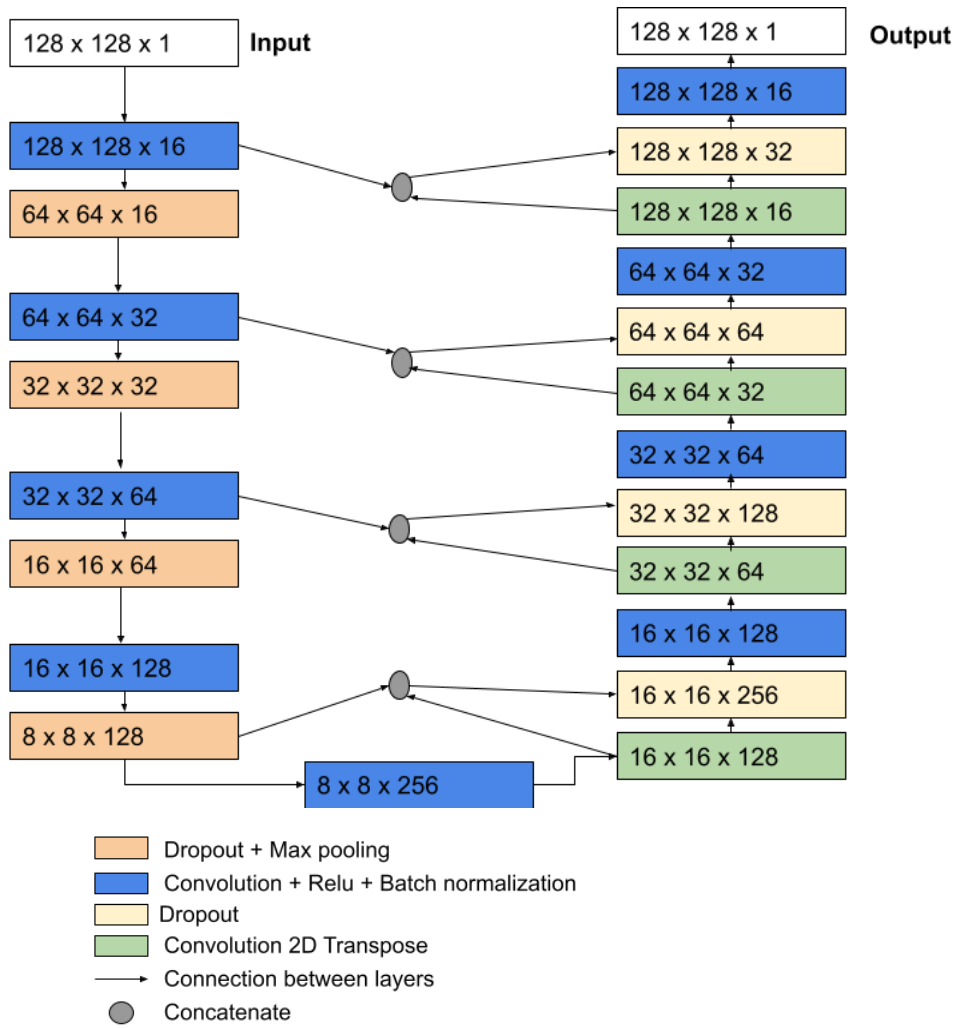 128 x 128 x 1
Input
128 x 128 x 16
64 x 64 x 16
64 x 64 x 32
32 x 32 x 32
32 x 32 x 64
16 x 16 x 64
16 x 16 x 128
8 x 8 x 128
8 x 8 x 256
128 x 128 x 1
Output
128 x 128 x 16
128 x 128 x 32
128 x 128 x 16
64 x 64 x 32
64 x 64 x 64
64 x 64 x 32
32 x 32 x 64
32 x 32 x 128
32 x 32 x 64
16 x 16 x 128
16 x 16 x 256
16 x 16 x 128
Dropout + Max pooling
Convolution + Relu + Batch normalization
Dropout
Convolution 2D Transpose
Connection between layers
Concatenate